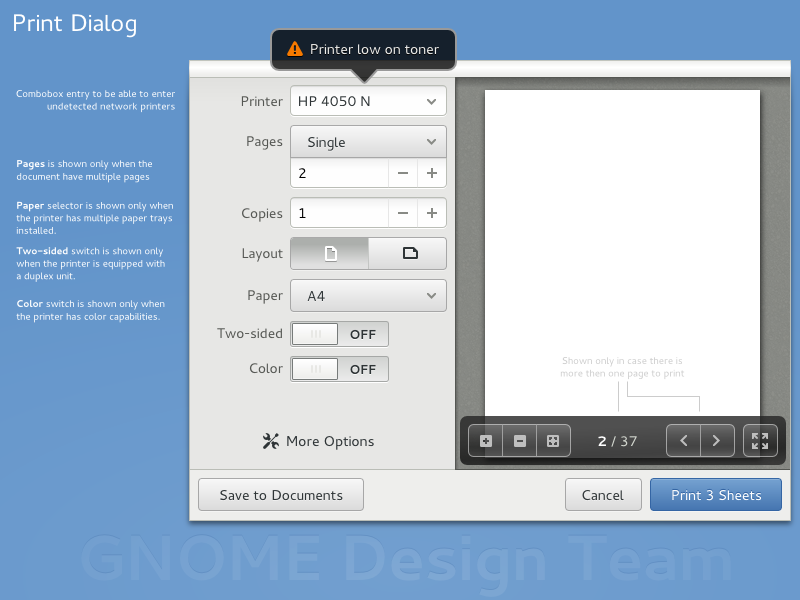 Print Dialog
Printer low on toner
Combobox entry to be able to enter
undetected network printers
Printer HP 4050 N
Pages is shown only when the
document have multiple pages
Pages Single
2
Paper selector is shown only when
the printer has multiple paper trays
installed.
Copies 1
Two-sided switch is shown only
when the printer is equipped with
a duplex unit.
Layout
Color switch is shown only when
the printer has color capabilities.
Paper A4
Two-sided OFF
Color OFF
Shown only in case there is
more then one page to print
More Options
2 / 37
Save to Documents
Cancel
Print 3 Sheets
GNOME Design Team